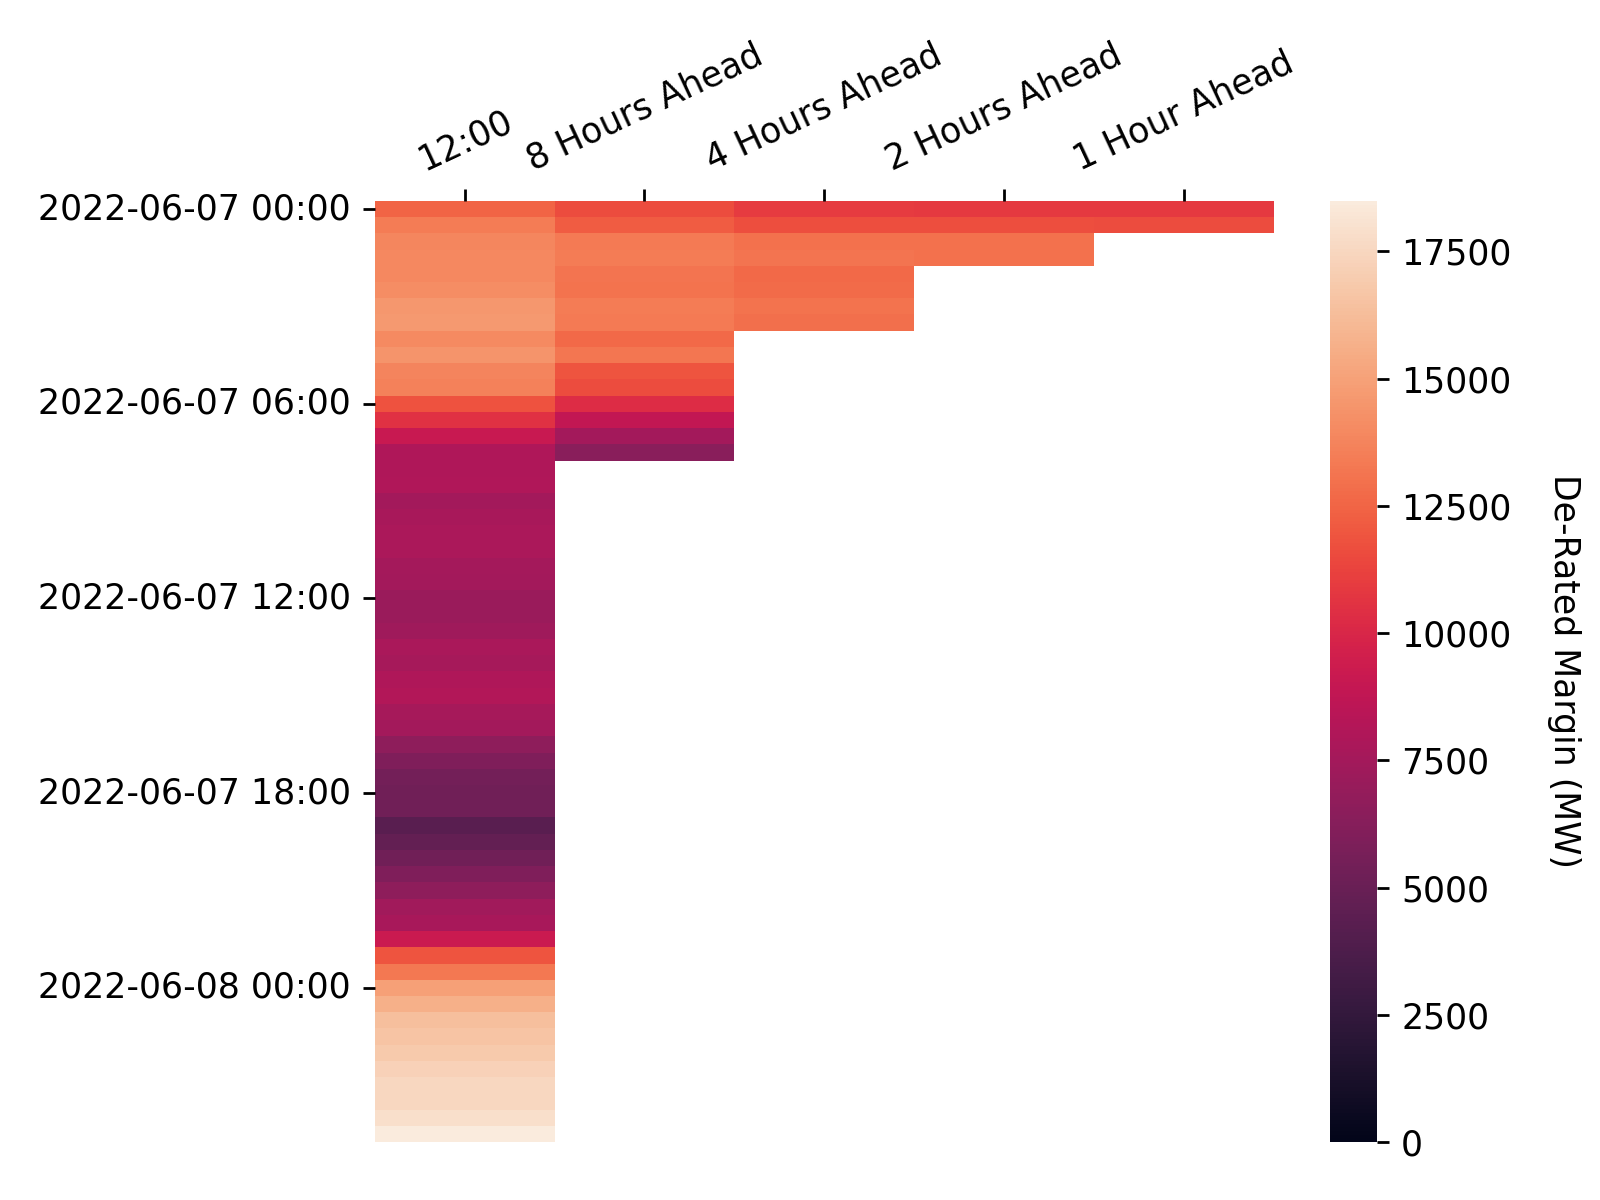 12:00
8 Hours Ahead
4 Hours Ahead
2 Hours Ahead
1 Hour Ahead
2022-06-07 00:00
2022-06-07 06:00
2022-06-07 12:00
2022-06-07 18:00
2022-06-08 00:00
17500
15000
12500
10000
7500
5000
2500
0
De-Rated Margin (MW)